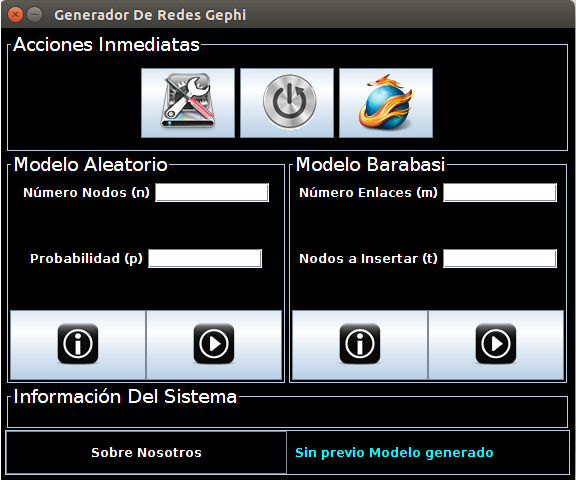 Generador De Redes Gephi
Acciones Inmediatas
Modelo Aleatorio
Número Nodos (n)
Probabilidad (p)
Modelo Barabasi
Número Enlaces (m)
Nodos a Insertar (t)
Información Del Sistema
Sobre Nosotros
Sin previo Modelo generado